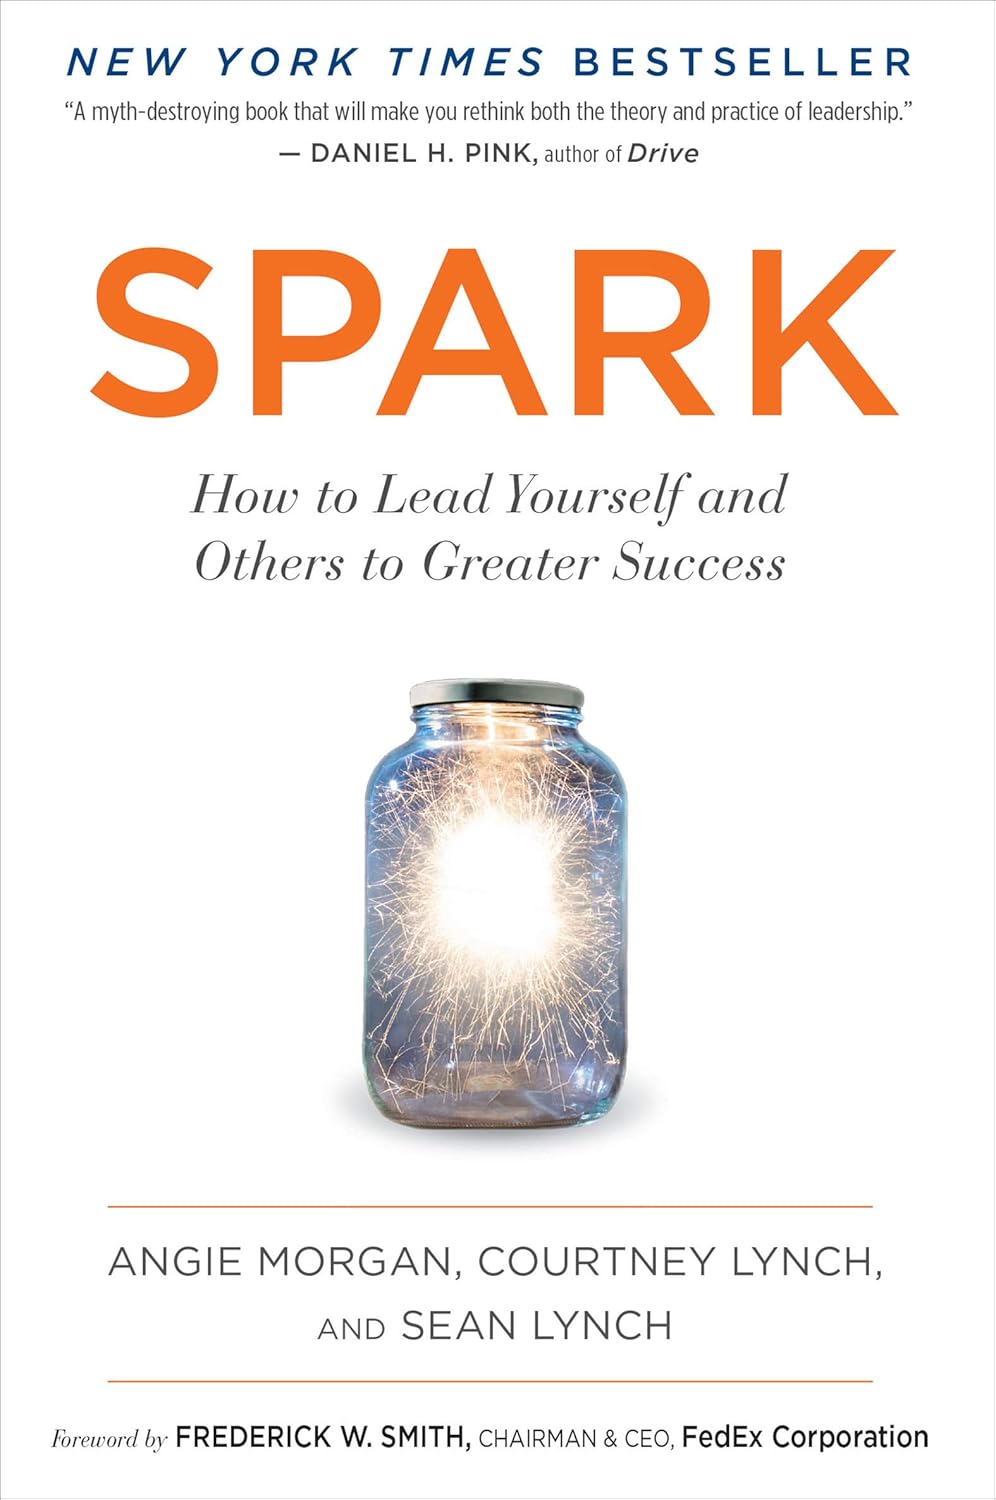 NEW YORK TIMES BESTSELLER
“A myth-destroying book that will make you rethink both the theory and practice of leadership.”
— DANIEL H. PINK, author of Drive
SPARK
How to Lead Yourself and
Others to Greater Success
ANGIE MORGAN, COURTNEY LYNCH,
AND SEAN LYNCH
Foreword by FREDERICK W. SMITH, CHAIRMAN & CEO, FedEx Corporation